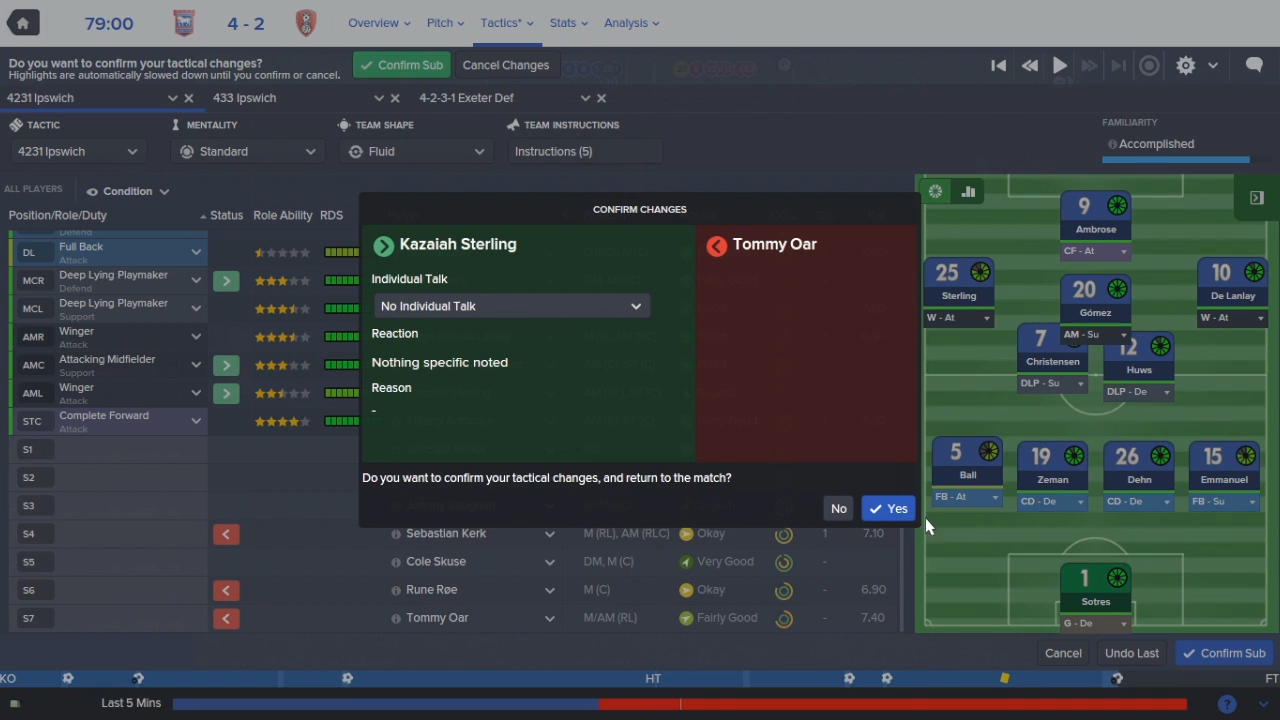 79:00
4 - 2
Overview
Pitch
Tactics*
Stats
Analysis
Do you want to confirm your tactical changes?
Highlights are automatically slowed down until you confirm or cancel.
Confirm Sub
Cancel Changes
4231 Ipswich
433 Ipswich
4-2-3-1 Exeter Def
TACTIC
MENTALITY
TEAM SHAPE
TEAM INSTRUCTIONS
FAMILIARITY
4231 Ipswich
Standard
Fluid
Instructions (5)
Accomplished
ALL PLAYERS
Condition
Position/Role/Duty
Status
Role Ability
RDS
Defend
DL
Full Back
Attack
MCR
Deep Lying Playmaker
Defend
MCL
Deep Lying Playmaker
Support
AMR
Winger
Attack
AMC
Attacking Midfielder
Support
AML
Winger
Attack
STC
Complete Forward
Attack
S1
S2
S3
S4
Sebastian Kerk
M (RL), AM (RLC)
Okay
1
7.10
S5
Cole Skuse
DM, M (C)
Very Good
-
S6
Rune Røe
M (C)
Okay
-
6.90
S7
Tommy Oar
M/AM (RL)
Fairly Good
-
7.40
CONFIRM CHANGES
Kazaiah Sterling
Tommy Oar
Individual Talk
No Individual Talk
Reaction
Nothing specific noted
Reason
-
Do you want to confirm your tactical changes, and return to the match?
No
Yes
9
Ambrose
CF - At
25
Sterling
W - At
20
Gómez
AM - Su
10
De Lanlay
W - At
7
Christensen
DLP - Su
12
Huws
DLP - De
5
Ball
FB - At
19
Zeman
CD - De
26
Dehn
CD - De
15
Emmanuel
FB - Su
1
Sotres
G - De
Cancel
Undo Last
Confirm Sub
KO
HT
FT
Last 5 Mins
?